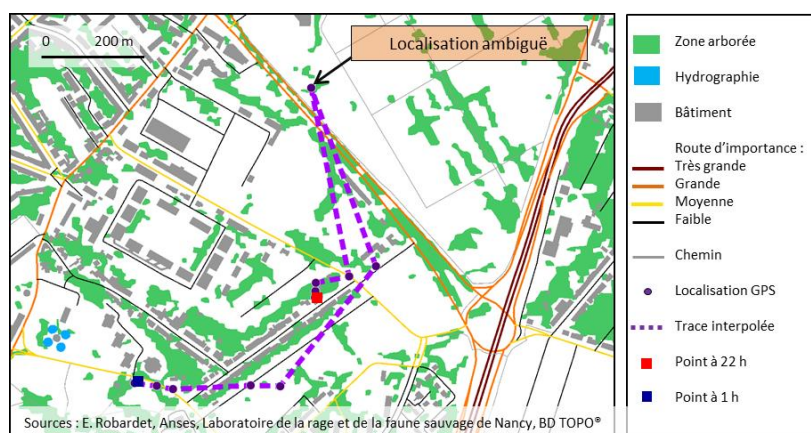 0 200 m
Localisation ambiguë
Zone arborée
Hydrographie
Bâtiment
Route d'importance :
Très grande
Grande
Moyenne
Faible
Chemin
Localisation GPS
Trace interpolée
Point à 22 h
Point à 1 h
Sources : E. Robardet, Anses, Laboratoire de la rage et de la faune sauvage de Nancy, BD TOPO®